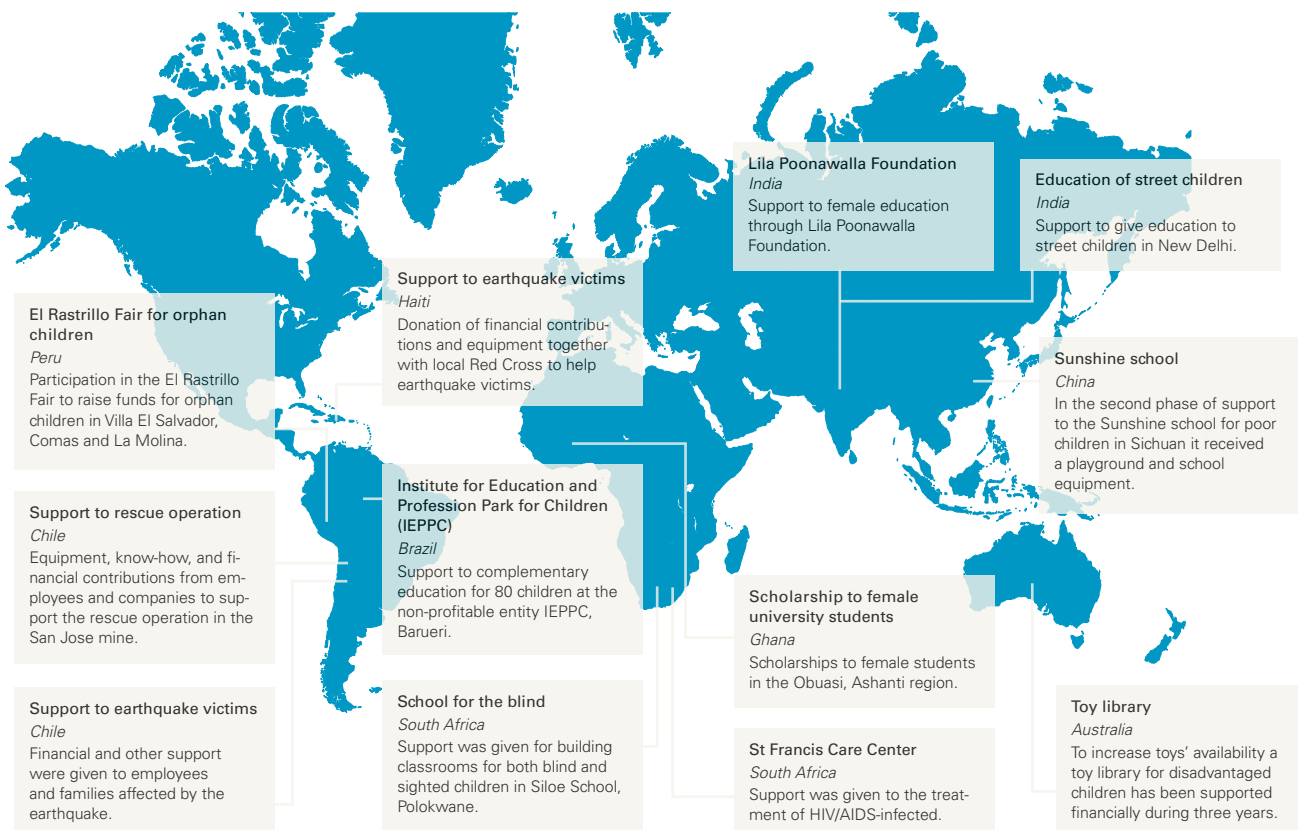 El Rastrillo Fair for orphan
children
Peru
Participation in the El Rastrillo
Fair to raise funds for orphan
children in Villa El Salvador,
Comas and La Molina.
Support to rescue operation
Chile
Equipment, know-how, and fi-
nancial contributions from em-
ployees and companies to sup-
port the rescue operation in the
San Jose mine.
Support to earthquake victims
Chile
Financial and other support
were given to employees
and families affected by the
earthquake.
Support to earthquake victims
Haiti
Donation of financial contribu-
tions and equipment together
with local Red Cross to help
earthquake victims.
Institute for Education and
Profession Park for Children
(IEPPC)
Brazil
Support to complementary
education for 80 children at the
non-profitable entity IEPPC,
Barueri.
School for the blind
South Africa
Support was given for building
classrooms for both blind and
sighted children in Siloe School,
Polokwane.
Lila Poonawalla Foundation
India
Support to female education
through Lila Poonawalla
Foundation.
Scholarship to female
university students
Ghana
Scholarships to female students
in the Obuasi, Ashanti region.
St Francis Care Center
South Africa
Support was given to the treat-
ment of HIV/AIDS-infected.
Education of street children
India
Support to give education to
street children in New Delhi.
Sunshine school
China
In the second phase of support
to the Sunshine school for poor
children in Sichuan it received
a playground and school
equipment.
Toy library
Australia
To increase toys' availability a
toy library for disadvantaged
children has been supported
financially during three years.